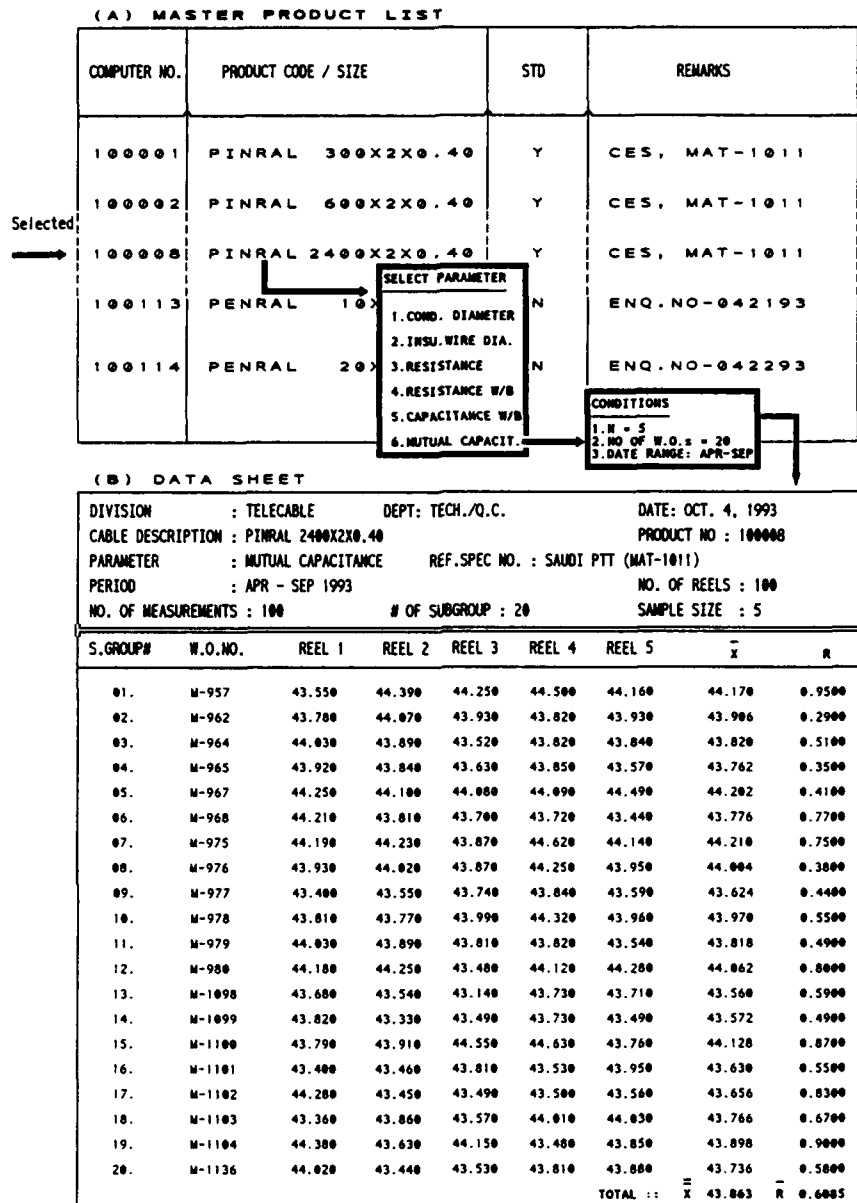 (A) MASTER PRODUCT LIST
COMPUTER NO. PRODUCT CODE / SIZE STD REMARKS
100001 PINRAL 300X2X0.40 Y CES, MAT-1011
100002 PINRAL 600X2X0.40 Y CES, MAT-1011
Selected
100008 PINRAL 2400X2X0.40 Y CES, MAT-1011
SELECT PARAMETER
100113 PENRAL 10X N ENQ.NO-042193
1.COND. DIAMETER
2.INSU.WIRE DIA.
100114 PENRAL 20X N ENQ.NO-042293
3.RESISTANCE
4.RESISTANCE W/B
5.CAPACITANCE W/B
6.MUTUAL CAPACIT.
CONDITIONS
1.N = 5
2.NO OF W.O.s = 20
3.DATE RANGE: APR-SEP
(B) DATA SHEET
DIVISION : TELECABLE DEPT: TECH./Q.C. DATE: OCT. 4, 1993
CABLE DESCRIPTION : PINRAL 2400X2X0.40 PRODUCT NO : 100008
PARAMETER : MUTUAL CAPACITANCE REF.SPEC NO. : SAUDI PTT (MAT-1011)
PERIOD : APR - SEP 1993 NO. OF REELS : 100
NO. OF MEASUREMENTS : 100 # OF SUBGROUP : 20 SAMPLE SIZE : 5
S.GROUP# W.O.NO. REEL 1 REEL 2 REEL 3 REEL 4 REEL 5 X̄ R
01. M-957 43.550 44.390 44.250 44.500 44.160 44.170 0.9500
02. M-962 43.780 44.070 43.930 43.820 43.930 43.906 0.2900
03. M-964 44.030 43.890 43.520 43.820 43.840 43.820 0.5100
04. M-965 43.920 43.840 43.630 43.850 43.570 43.762 0.3500
05. M-967 44.250 44.100 44.080 44.090 44.490 44.202 0.4100
06. M-968 44.210 43.810 43.700 43.720 43.440 43.776 0.7700
07. M-975 44.190 44.230 43.870 44.620 44.140 44.210 0.7500
08. M-976 43.930 44.020 43.870 44.250 43.950 44.004 0.3800
09. M-977 43.400 43.550 43.740 43.840 43.590 43.624 0.4400
10. M-978 43.810 43.770 43.990 44.320 43.960 43.970 0.5500
11. M-979 44.030 43.890 43.810 43.820 43.540 43.818 0.4900
12. M-980 44.180 44.250 43.480 44.120 44.280 44.062 0.8000
13. M-1098 43.680 43.540 43.140 43.730 43.710 43.560 0.5900
14. M-1099 43.820 43.330 43.490 43.730 43.490 43.572 0.4900
15. M-1100 43.790 43.910 44.550 44.630 43.760 44.128 0.8700
16. M-1101 43.400 43.460 43.810 43.530 43.950 43.630 0.5500
17. M-1102 44.280 43.450 43.490 43.500 43.560 43.656 0.8300
18. M-1103 43.360 43.860 43.570 44.010 44.030 43.766 0.6700
19. M-1104 44.380 43.630 44.150 43.480 43.850 43.898 0.9000
20. M-1136 44.020 43.440 43.530 43.810 43.880 43.736 0.5800
TOTAL :: X̿ 43.863 R̄ 0.6085